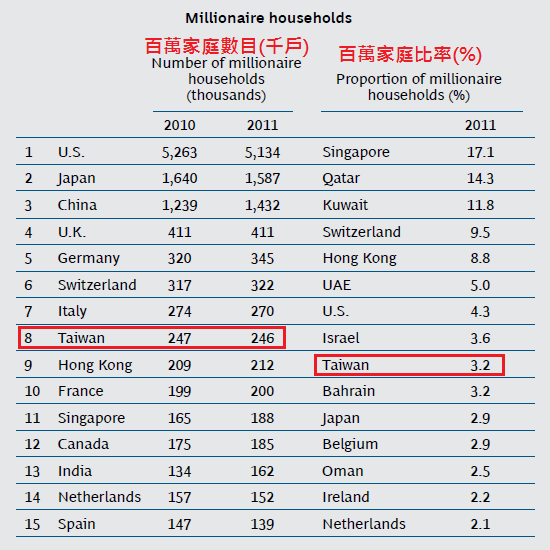 Millionaire households
百萬家庭數目(千戶)
Number of millionaire
households
(thousands)
百萬家庭比率(%)
Proportion of millionaire
households (%)
2010 2011 2011
1 U.S. 5,263 5,134 Singapore 17.1
2 Japan 1,640 1,587 Qatar 14.3
3 China 1,239 1,432 Kuwait 11.8
4 U.K. 411 411 Switzerland 9.5
5 Germany 320 345 Hong Kong 8.8
6 Switzerland 317 322 UAE 5.0
7 Italy 274 270 U.S. 4.3
8 Taiwan 247 246 Israel 3.6
9 Hong Kong 209 212 Taiwan 3.2
10 France 199 200 Bahrain 3.2
11 Singapore 165 188 Japan 2.9
12 Canada 175 185 Belgium 2.9
13 India 134 162 Oman 2.5
14 Netherlands 157 152 Ireland 2.2
15 Spain 147 139 Netherlands 2.1